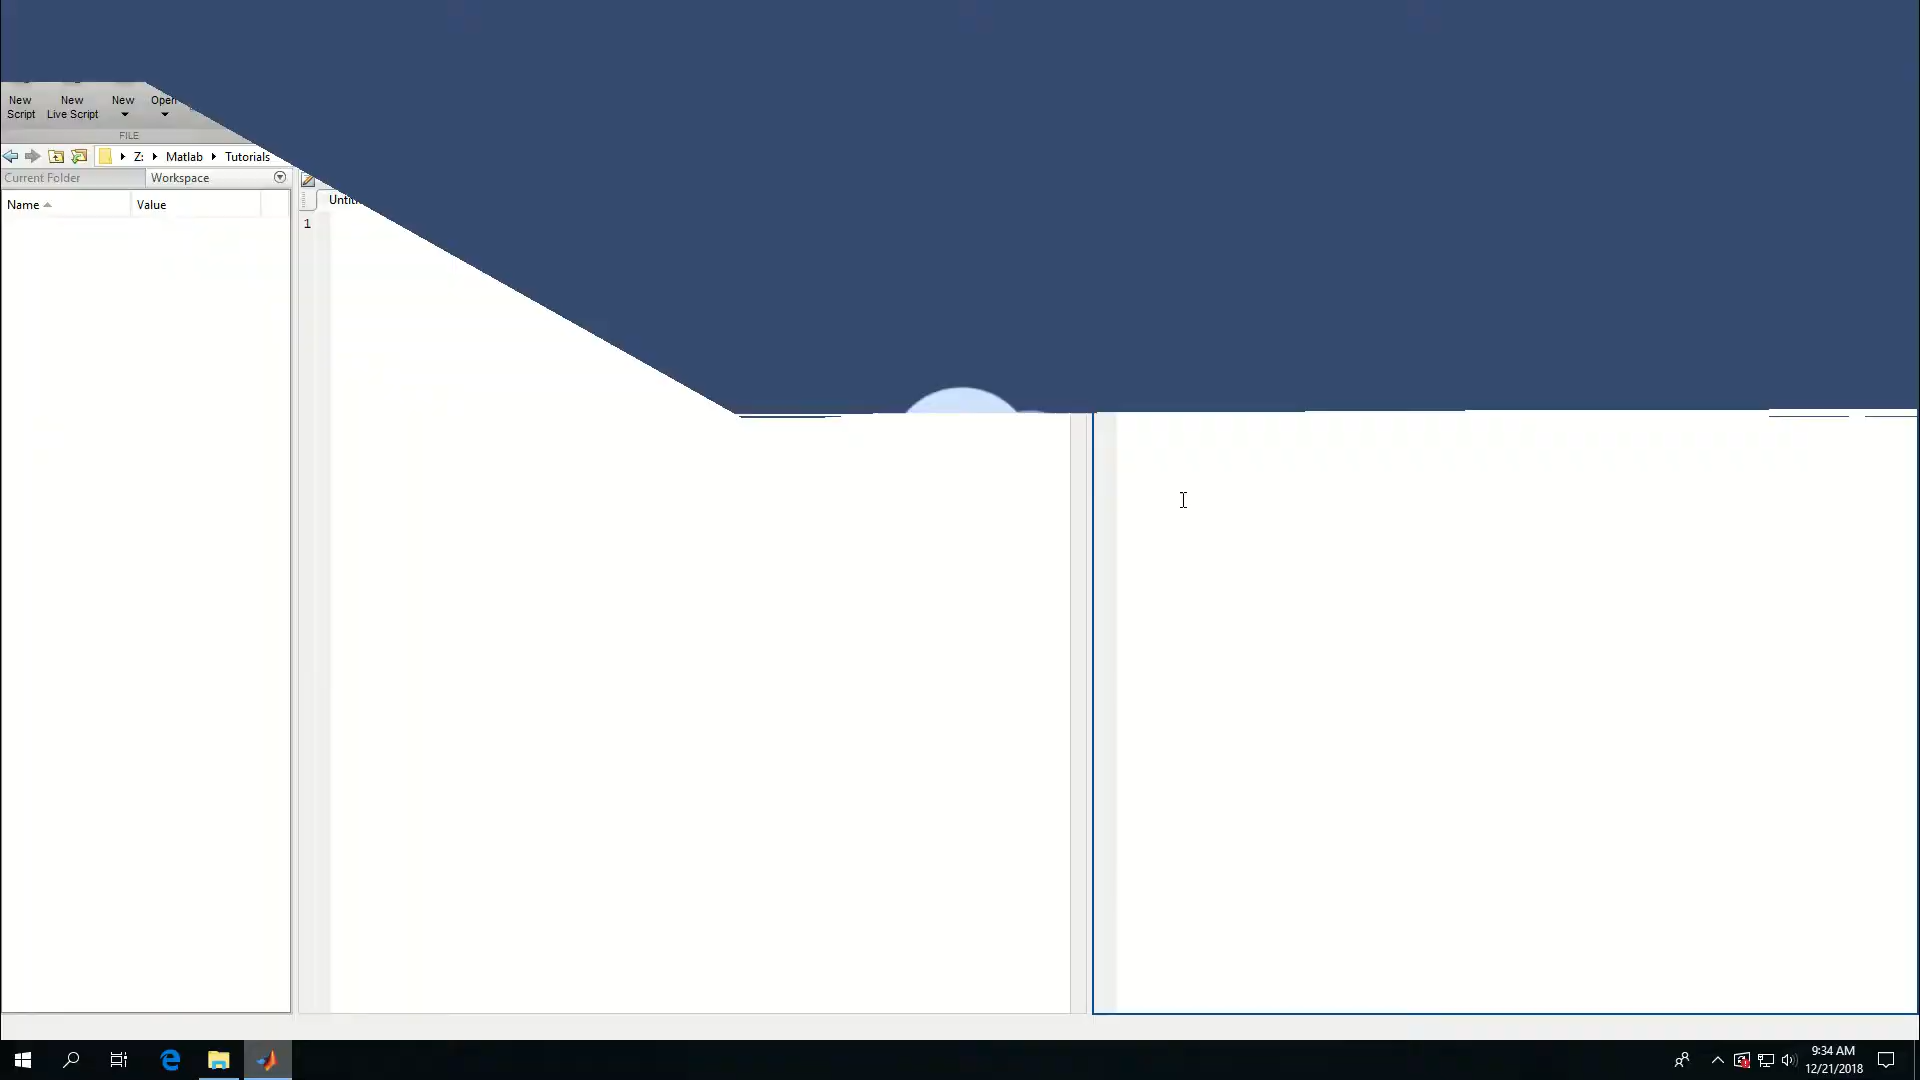 New New New Open
Script Live Script
FILE
Z: Matlab Tutorials
Current Folder Workspace
Name Value
1
9:34 AM
12/21/2018